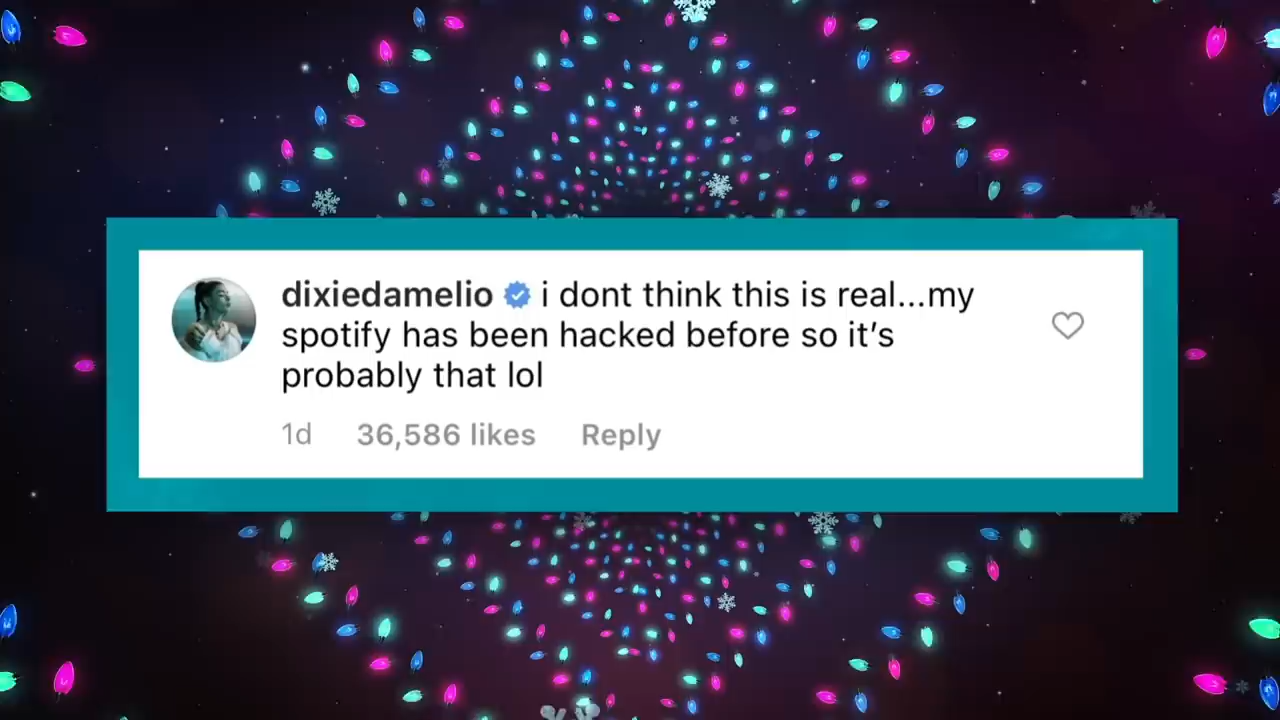 dixiedamelio i dont think this is real...my
spotify has been hacked before so it’s
probably that lol
1d 36,586 likes Reply